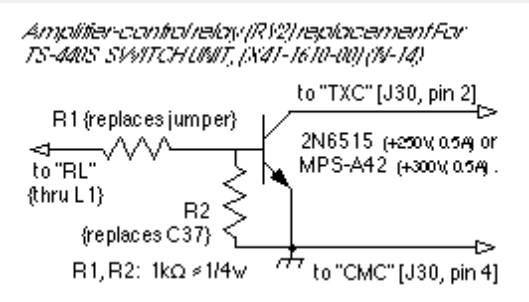 Amplifier-control relay (RY2) replacement For
TS-440S SWITCH UNIT, (X41-1610-00) (W-14)
to "TXC" [J30, pin 2]
R1 {replaces jumper}
2N6515 (+250V, 0.5A) or
MPS-A42 (+300V, 0.5A) .
to "RL"
{thru L1}
R2
{replaces C37}
R1, R2: 1kΩ ≠ 1/4w
to "CMC" [J30, pin 4]